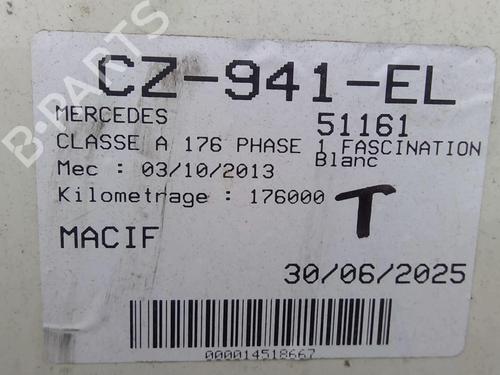 CZ-941-EL
MERCEDES 51161
CLASSE A 176 PHASE 1 FASCINATION
Blanc
Mec : 03/10/2013
Kilometrage : 176000
T
MACIF
30/06/2025
000014518667
B-PARTS